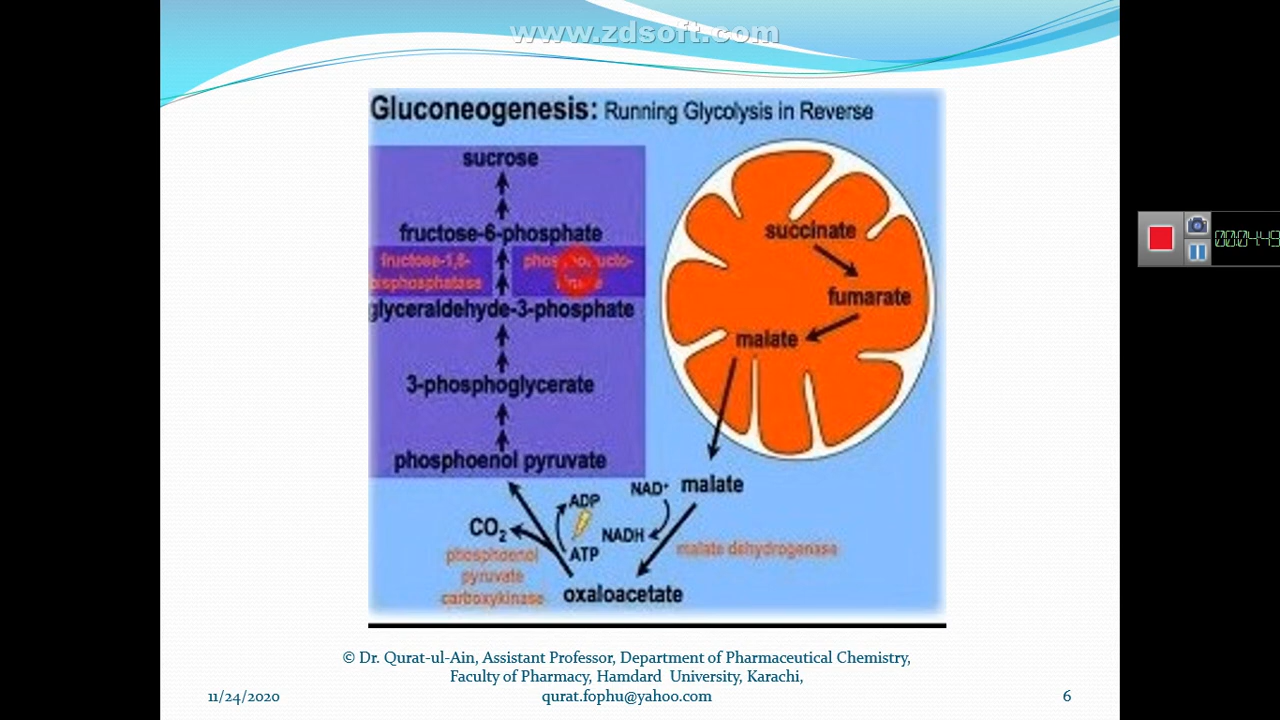 www.zdsoft.com
Gluconeogenesis: Running Glycolysis in Reverse
sucrose
fructose-6-phosphate
fructose-1,6-
bisphosphatase
glyceraldehyde-3-phosphate
3-phosphoglycerate
phosphoenol pyruvate
succinate
fumarate
malate
malate
NAD⁺
NADH
malate dehydrogenase
ADP
ATP
CO₂
phosphoenol
pyruvate
carboxykinase
oxaloacetate
© Dr. Qurat-ul-Ain, Assistant Professor, Department of Pharmaceutical Chemistry,
Faculty of Pharmacy, Hamdard University, Karachi,
11/24/2020 qurat.fophu@yahoo.com 6